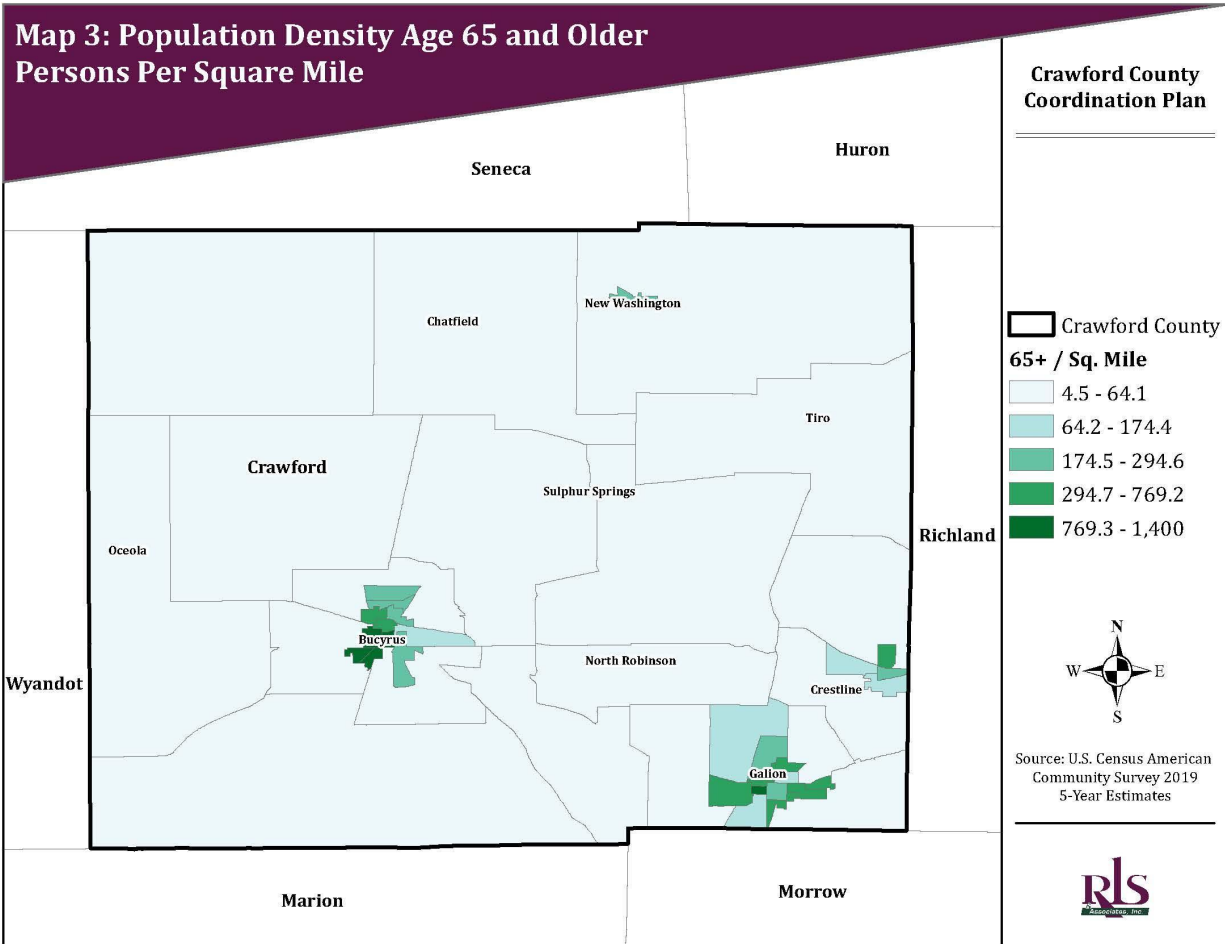 Map 3: Population Density Age 65 and Older
Persons Per Square Mile
Crawford County
Coordination Plan
Seneca
Huron
New Washington
Chatfield
Tiro
Crawford
Sulphur Springs
Oceola
Richland
Bucyrus
North Robinson
Wyandot
Crestline
Galion
Marion
Morrow
Crawford County
65+ / Sq. Mile
4.5 - 64.1
64.2 - 174.4
174.5 - 294.6
294.7 - 769.2
769.3 - 1,400
N
W
E
S
Source: U.S. Census American
Community Survey 2019
5-Year Estimates
RLS
& Associates, Inc.